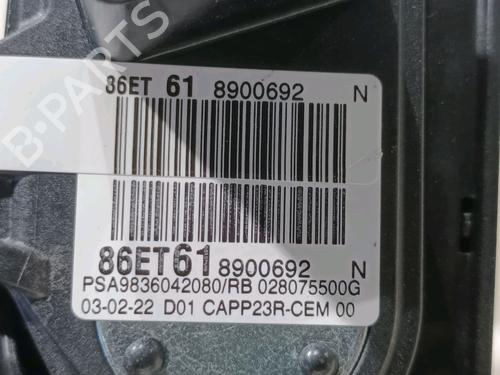 86ET 61 8900692 N
86ET61 8900692 N
PSA9836042080/RB 028075500G
03-02-22 D01 CAPP23R-CEM 00
B-PARTS